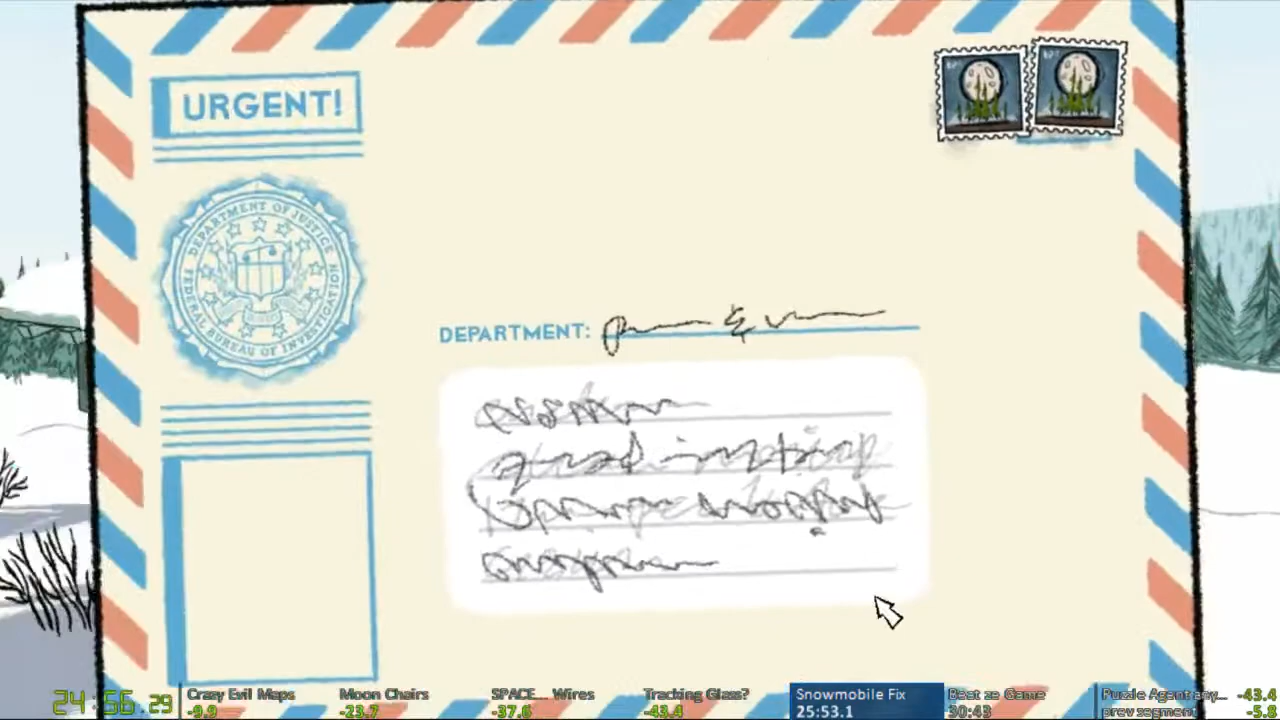 URGENT!
DEPARTMENT OF JUSTICE
FEDERAL BUREAU OF INVESTIGATION
DEPARTMENT:
24:56.29
Crazy Evil Maps
-9.9
Moon Chairs
-23.7
SPACE... Wires
-37.6
Tracking Glass?
-43.4
Snowmobile Fix
25:53.1
Beat ze Game
30:43
Puzzle Agent any... -43.4
prev segment -5.8